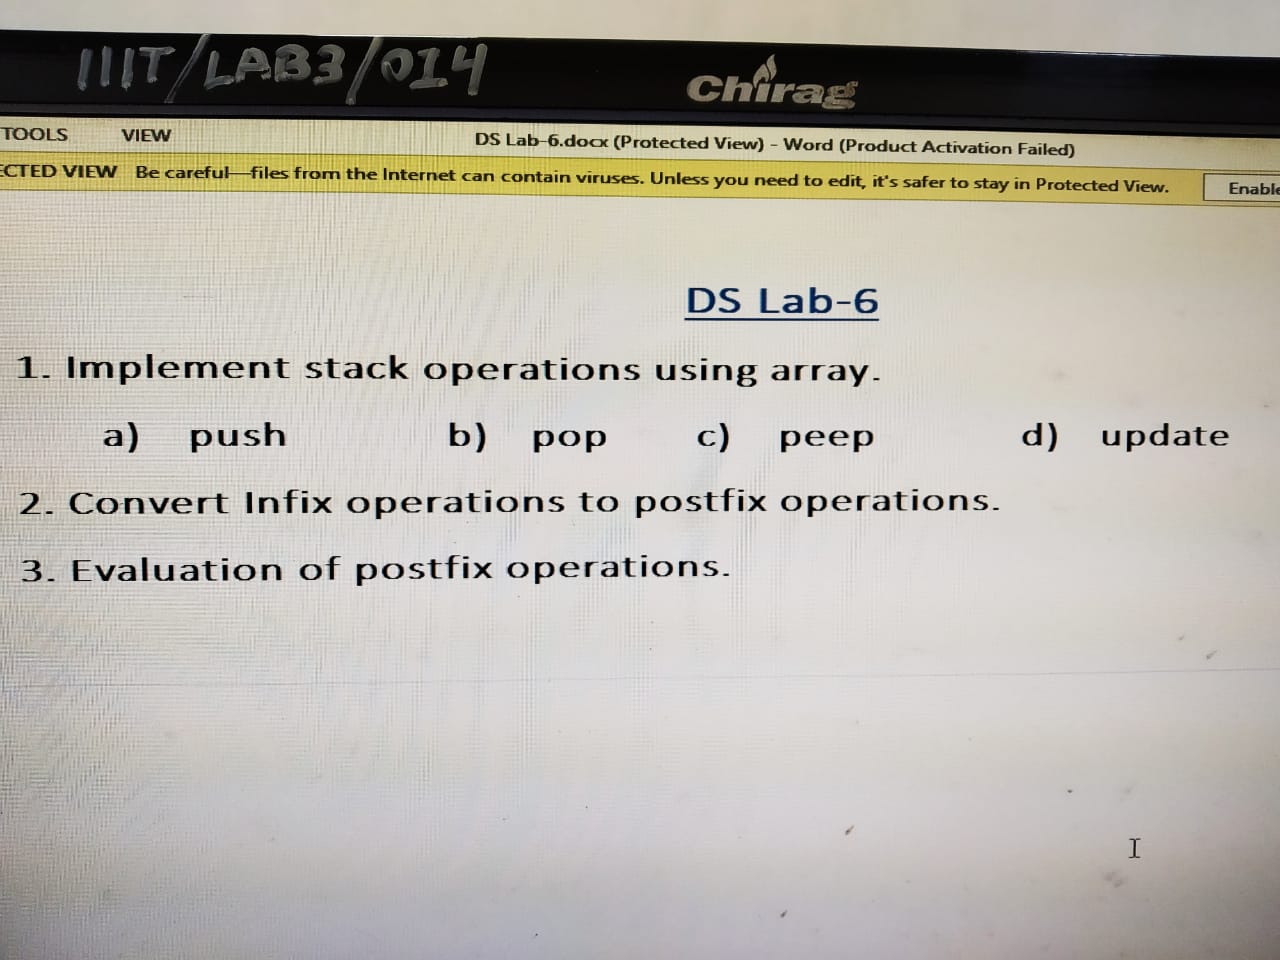 IIIT/LAB3/014
Chirag
TOOLS VIEW DS Lab-6.docx (Protected View) - Word (Product Activation Failed)
VIEW Be careful—files from the Internet can contain viruses. Unless you need to edit, it's safer to stay in Protected View.
DS Lab-6
1. Implement stack operations using array.
a) push b) pop c) peep d) update
2. Convert Infix operations to postfix operations.
3. Evaluation of postfix operations.